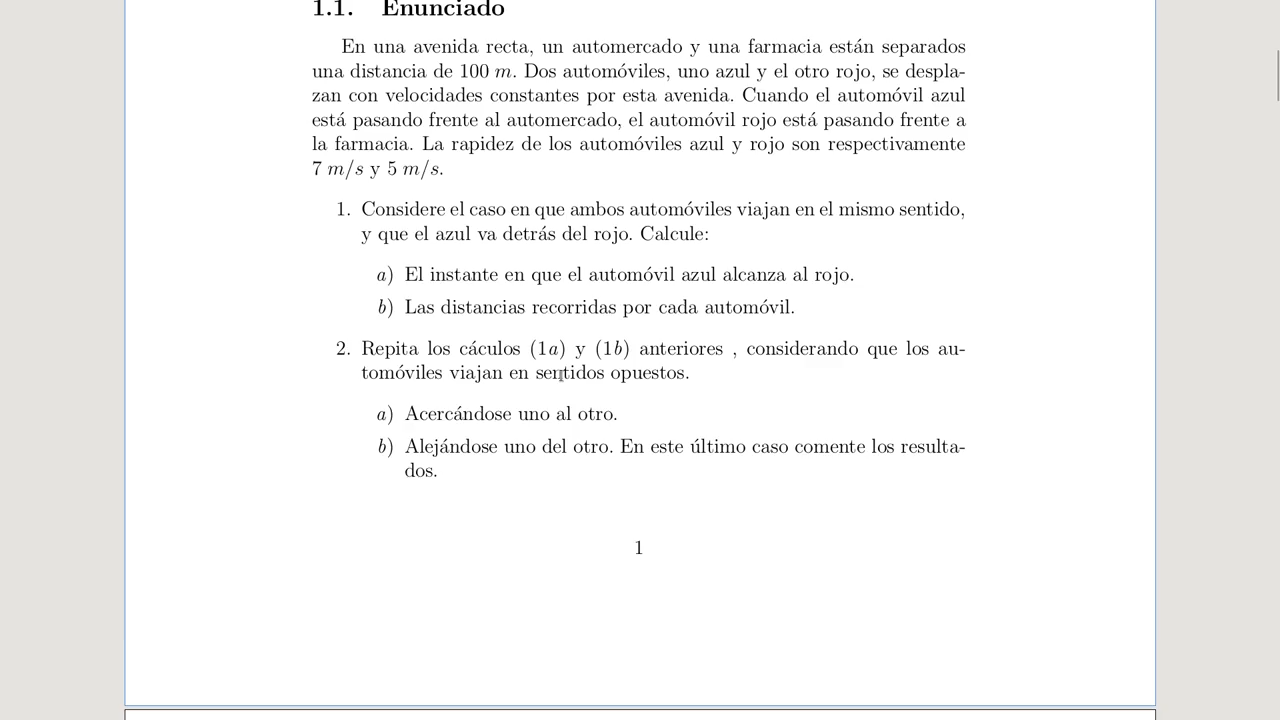 1.1. Enunciado
En una avenida recta, un automercado y una farmacia están separados
una distancia de 100 m. Dos automóviles, uno azul y el otro rojo, se despla-
zan con velocidades constantes por esta avenida. Cuando el automóvil azul
está pasando frente al automercado, el automóvil rojo está pasando frente a
la farmacia. La rapidez de los automóviles azul y rojo son respectivamente
7 m/s y 5 m/s.
1. Considere el caso en que ambos automóviles viajan en el mismo sentido,
y que el azul va detrás del rojo. Calcule:
a) El instante en que el automóvil azul alcanza al rojo.
b) Las distancias recorridas por cada automóvil.
2. Repita los cáculos (1a) y (1b) anteriores , considerando que los au-
tomóviles viajan en sentidos opuestos.
a) Acercándose uno al otro.
b) Alejándose uno del otro. En este último caso comente los resulta-
dos.
1